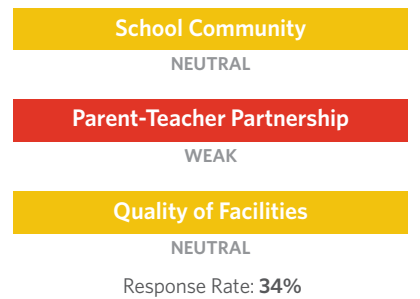 School Community
NEUTRAL
Parent-Teacher Partnership
WEAK
Quality of Facilities
NEUTRAL
Response Rate: 34%